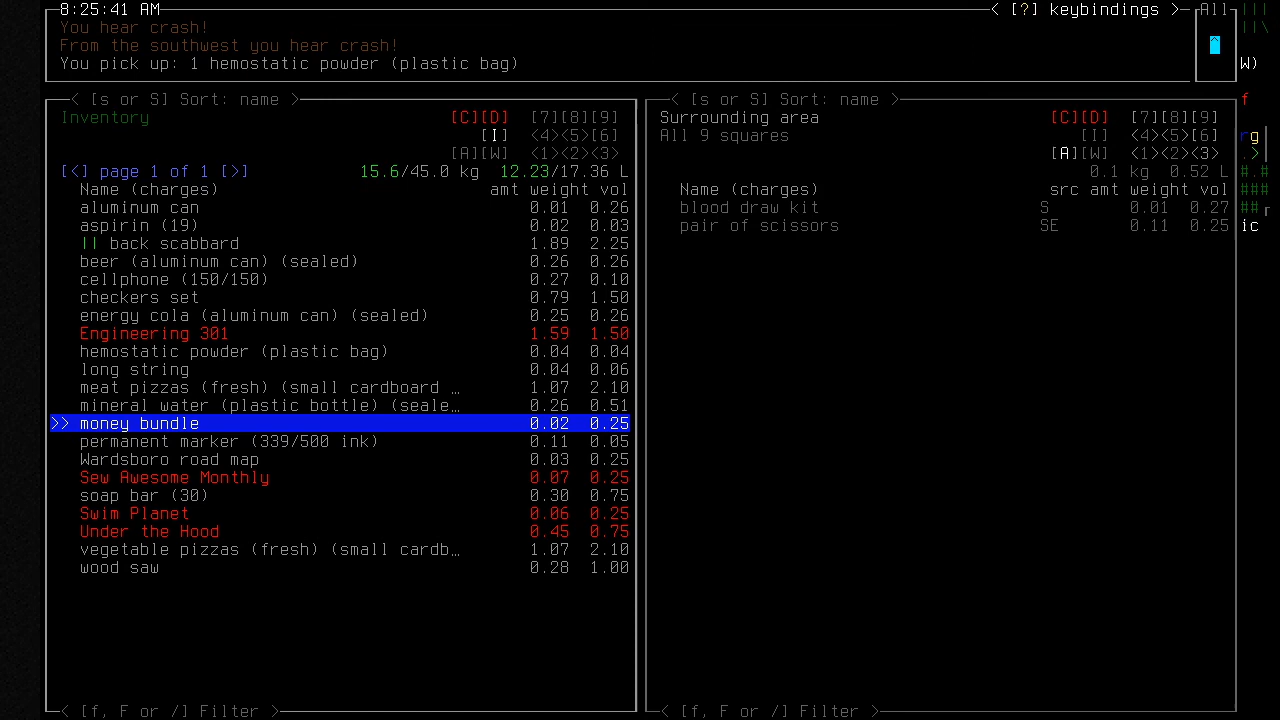 8:25:41 AM < [?] keybindings > All
You hear crash!
From the southwest you hear crash!
You pick up: 1 hemostatic powder (plastic bag) W)
< [s or S] Sort: name > < [s or S] Sort: name > f
Inventory [C][D] [7][8][9] Surrounding area [C][D] [7][8][9]
[I] <4><5>[6] All 9 squares [I] <4><5>[6] rg
[A][W] <1><2><3> [A][W] <1><2><3> .>
[<] page 1 of 1 [>] 15.6/45.0 kg 12.23/17.36 L 0.1 kg 0.52 L #.#
Name (charges) amt weight vol Name (charges) src amt weight vol ###
aluminum can 0.01 0.26 blood draw kit S 0.01 0.27 ##┌
aspirin (19) 0.02 0.03 pair of scissors SE 0.11 0.25 ic
|| back scabbard 1.89 2.25
beer (aluminum can) (sealed) 0.26 0.26
cellphone (150/150) 0.27 0.10
checkers set 0.79 1.50
energy cola (aluminum can) (sealed) 0.25 0.26
Engineering 301 1.59 1.50
hemostatic powder (plastic bag) 0.04 0.04
long string 0.04 0.06
meat pizzas (fresh) (small cardboard … 1.07 2.10
mineral water (plastic bottle) (seale… 0.26 0.51
>> money bundle 0.02 0.25
permanent marker (339/500 ink) 0.11 0.05
Wardsboro road map 0.03 0.25
Sew Awesome Monthly 0.07 0.25
soap bar (30) 0.30 0.75
Swim Planet 0.06 0.25
Under the Hood 0.45 0.75
vegetable pizzas (fresh) (small cardb… 1.07 2.10
wood saw 0.28 1.00
< [f, F or /] Filter > < [f, F or /] Filter >